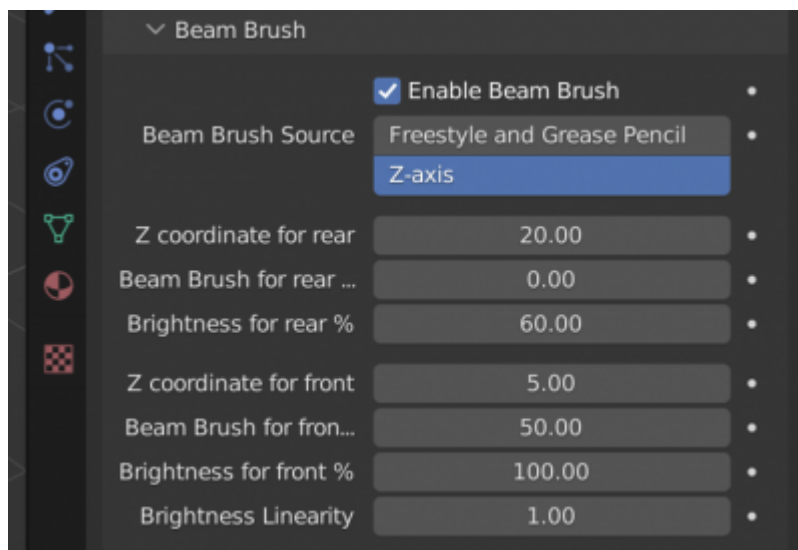 Beam Brush
Enable Beam Brush
Beam Brush Source Freestyle and Grease Pencil
Z-axis
Z coordinate for rear 20.00
Beam Brush for rear ... 0.00
Brightness for rear % 60.00
Z coordinate for front 5.00
Beam Brush for fron... 50.00
Brightness for front % 100.00
Brightness Linearity 1.00